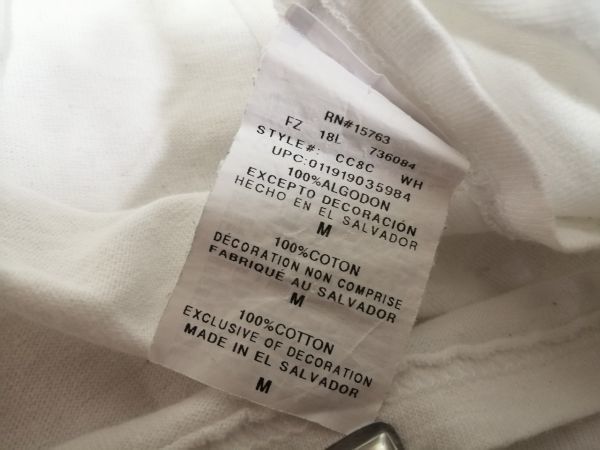 RN#15763
FZ 18L 736084
STYLE#: CC8C WH
UPC:011919035984
100%ALGODON
EXCEPTO DECORACIÓN
HECHO EN EL SALVADOR
M
100%COTON
DÉCORATION NON COMPRISE
FABRIQUÉ AU SALVADOR
M
100%COTTON
EXCLUSIVE OF DECORATION
MADE IN EL SALVADOR
M